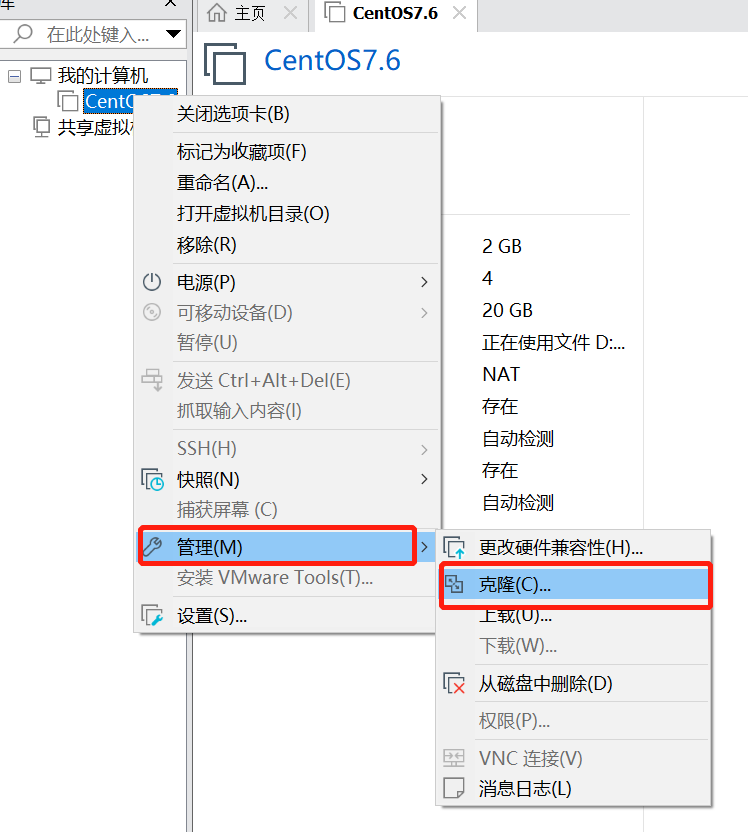 库
主页
CentOS7.6
在此处键入...
CentOS7.6
我的计算机
关闭选项卡(B)
共享虚拟
标记为收藏项(F)
重命名(A)...
打开虚拟机目录(O)
移除(R)
2 GB
电源(P)
4
可移动设备(D)
20 GB
暂停(U)
正在使用文件 D:...
发送 Ctrl+Alt+Del(E)
NAT
抓取输入内容(I)
存在
SSH(H)
自动检测
快照(N)
存在
捕获屏幕 (C)
自动检测
管理(M)
更改硬件兼容性(H)...
安装 VMware Tools(T)...
克隆(C)...
设置(S)...
上载(U)...
下载(W)...
从磁盘中删除(D)
权限(P)...
VNC 连接(V)
消息日志(L)